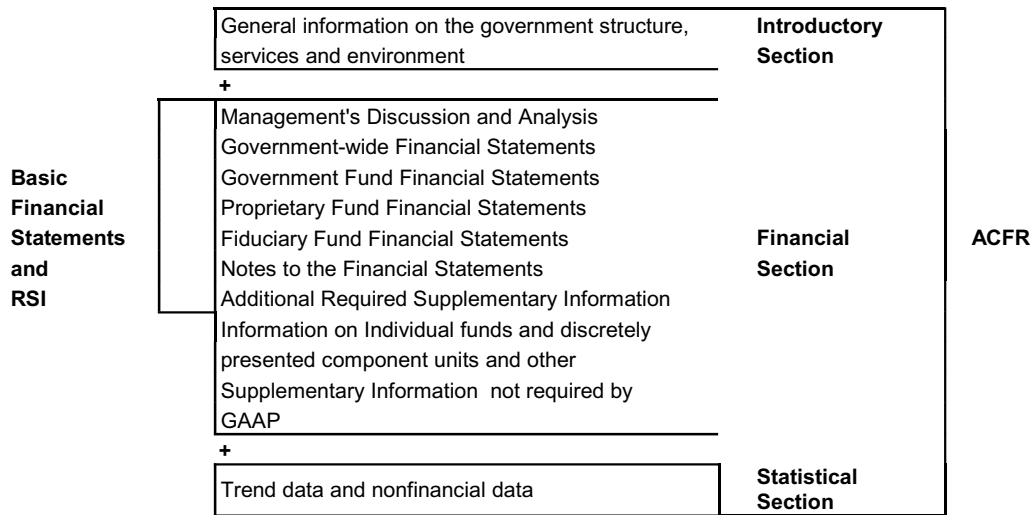 General information on the government structure,
services and environment
Introductory
Section
+
Basic
Financial
Statements
and
RSI
Management's Discussion and Analysis
Government-wide Financial Statements
Government Fund Financial Statements
Proprietary Fund Financial Statements
Fiduciary Fund Financial Statements
Notes to the Financial Statements
Additional Required Supplementary Information
Information on Individual funds and discretely
presented component units and other
Supplementary Information not required by
GAAP
Financial
Section
ACFR
+
Trend data and nonfinancial data
Statistical
Section